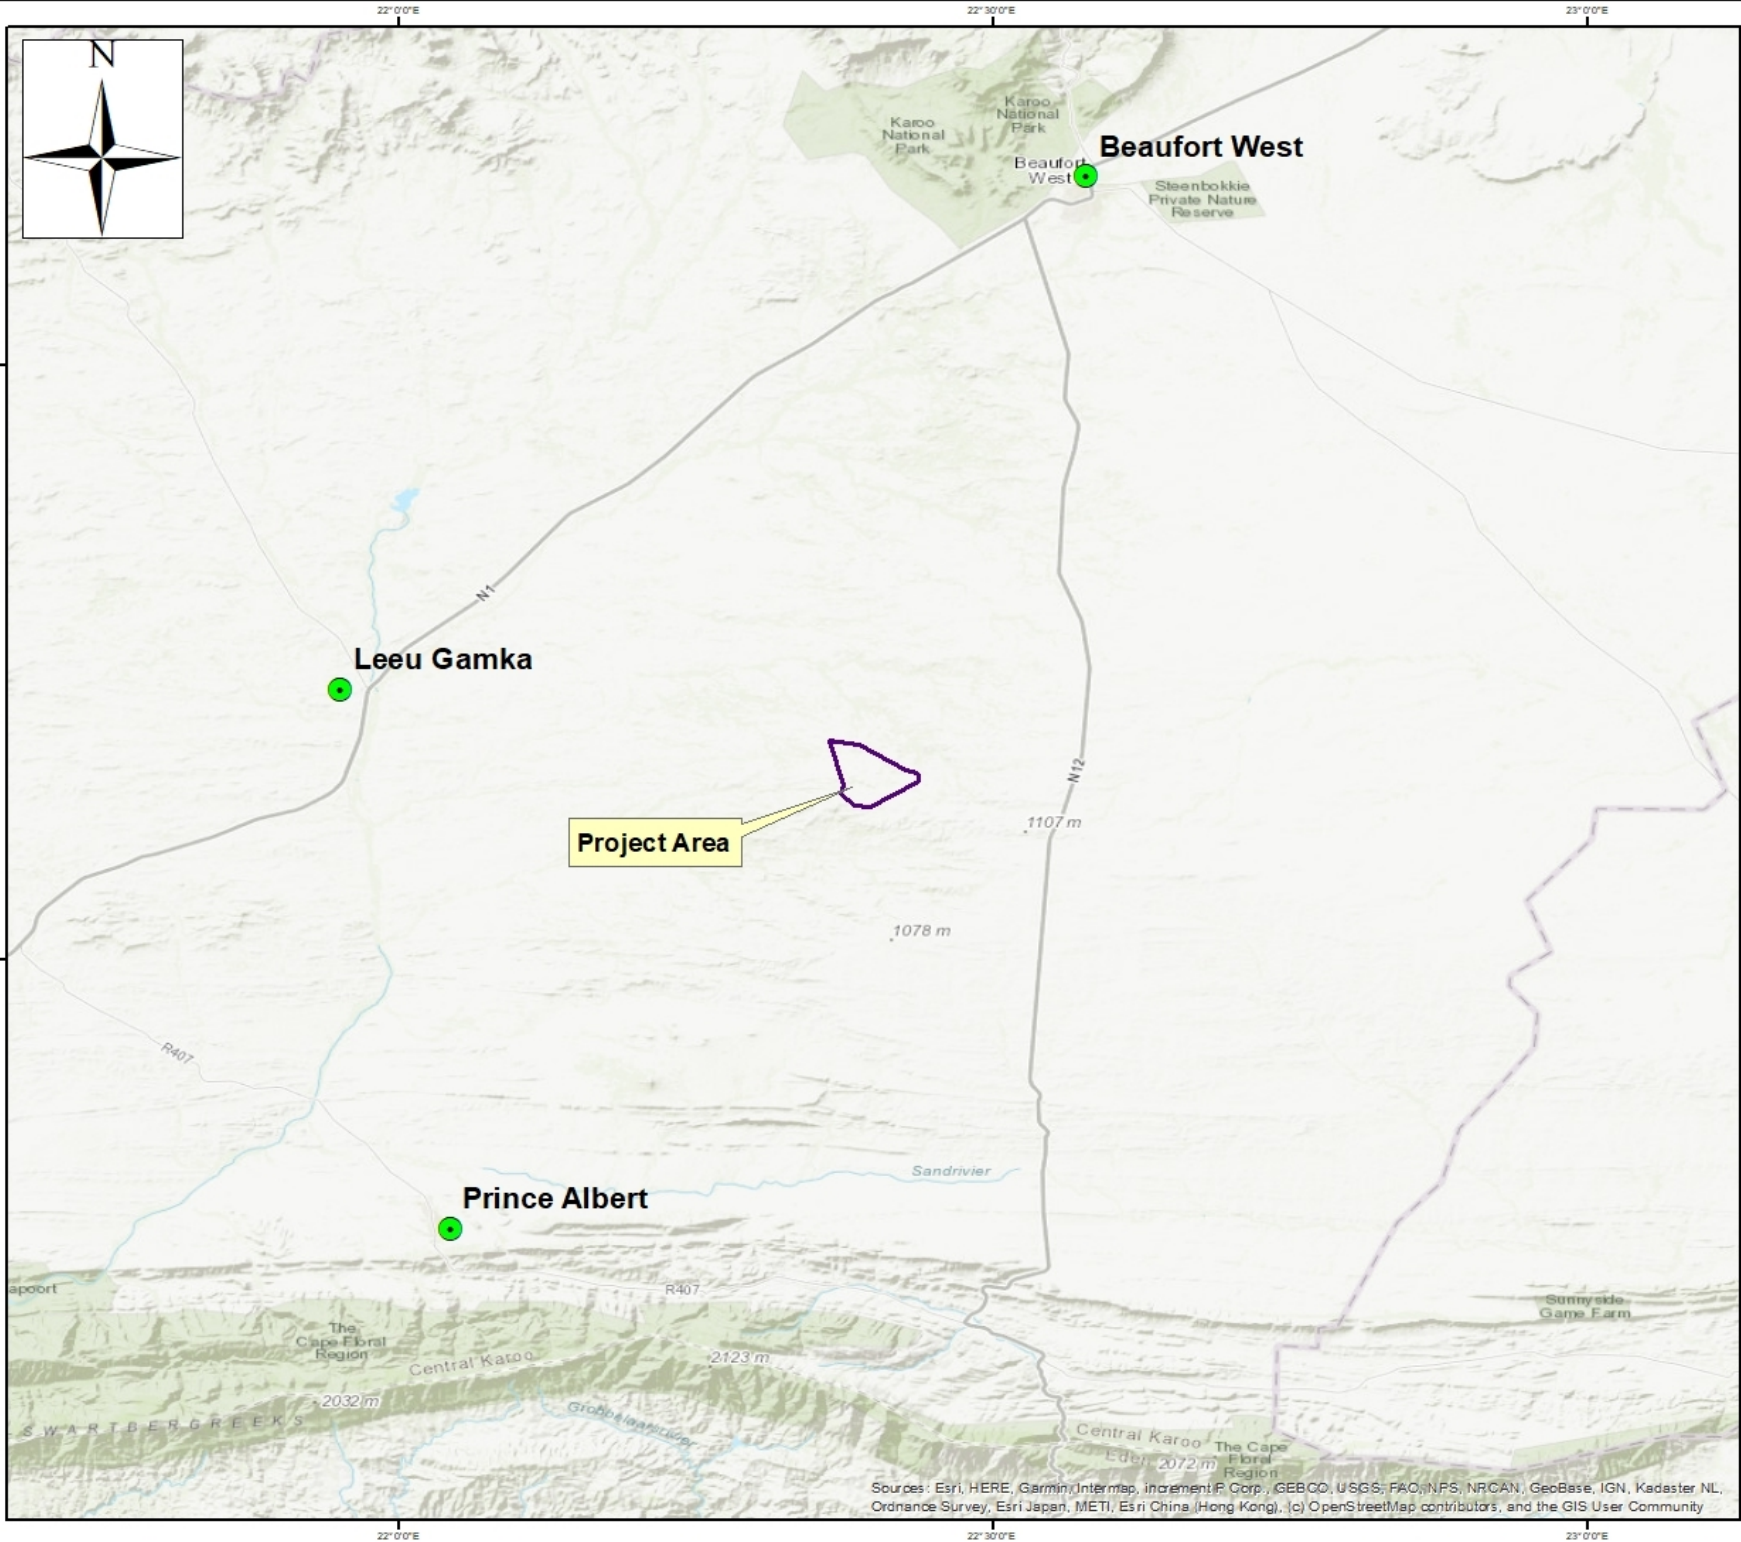 22°0'0"E
22°30'0"E
23°0'0"E
N
Karoo
National
Park
Karoo
National
Park
Beaufort West
Beaufort
West
Steenbokkie
Private Nature
Reserve
N1
Leeu Gamka
N12
Project Area
1107 m
1078 m
R407
Sandrivier
Prince Albert
apoort
R407
Sunnyside
Game Farm
The
Cape Floral
Region
Central Karoo
2123 m
2032 m
SWARTBERGREEKS
Grobbelaarsrivier
Central Karoo
Eden
2072 m
The Cape
Floral
Region
Sources: Esri, HERE, Garmin, Intermap, increment P Corp., GEBCO, USGS, FAO, NPS, NRCAN, GeoBase, IGN, Kadaster NL,
Ordnance Survey, Esri Japan, METI, Esri China (Hong Kong), (c) OpenStreetMap contributors, and the GIS User Community
22°0'0"E
22°30'0"E
23°0'0"E